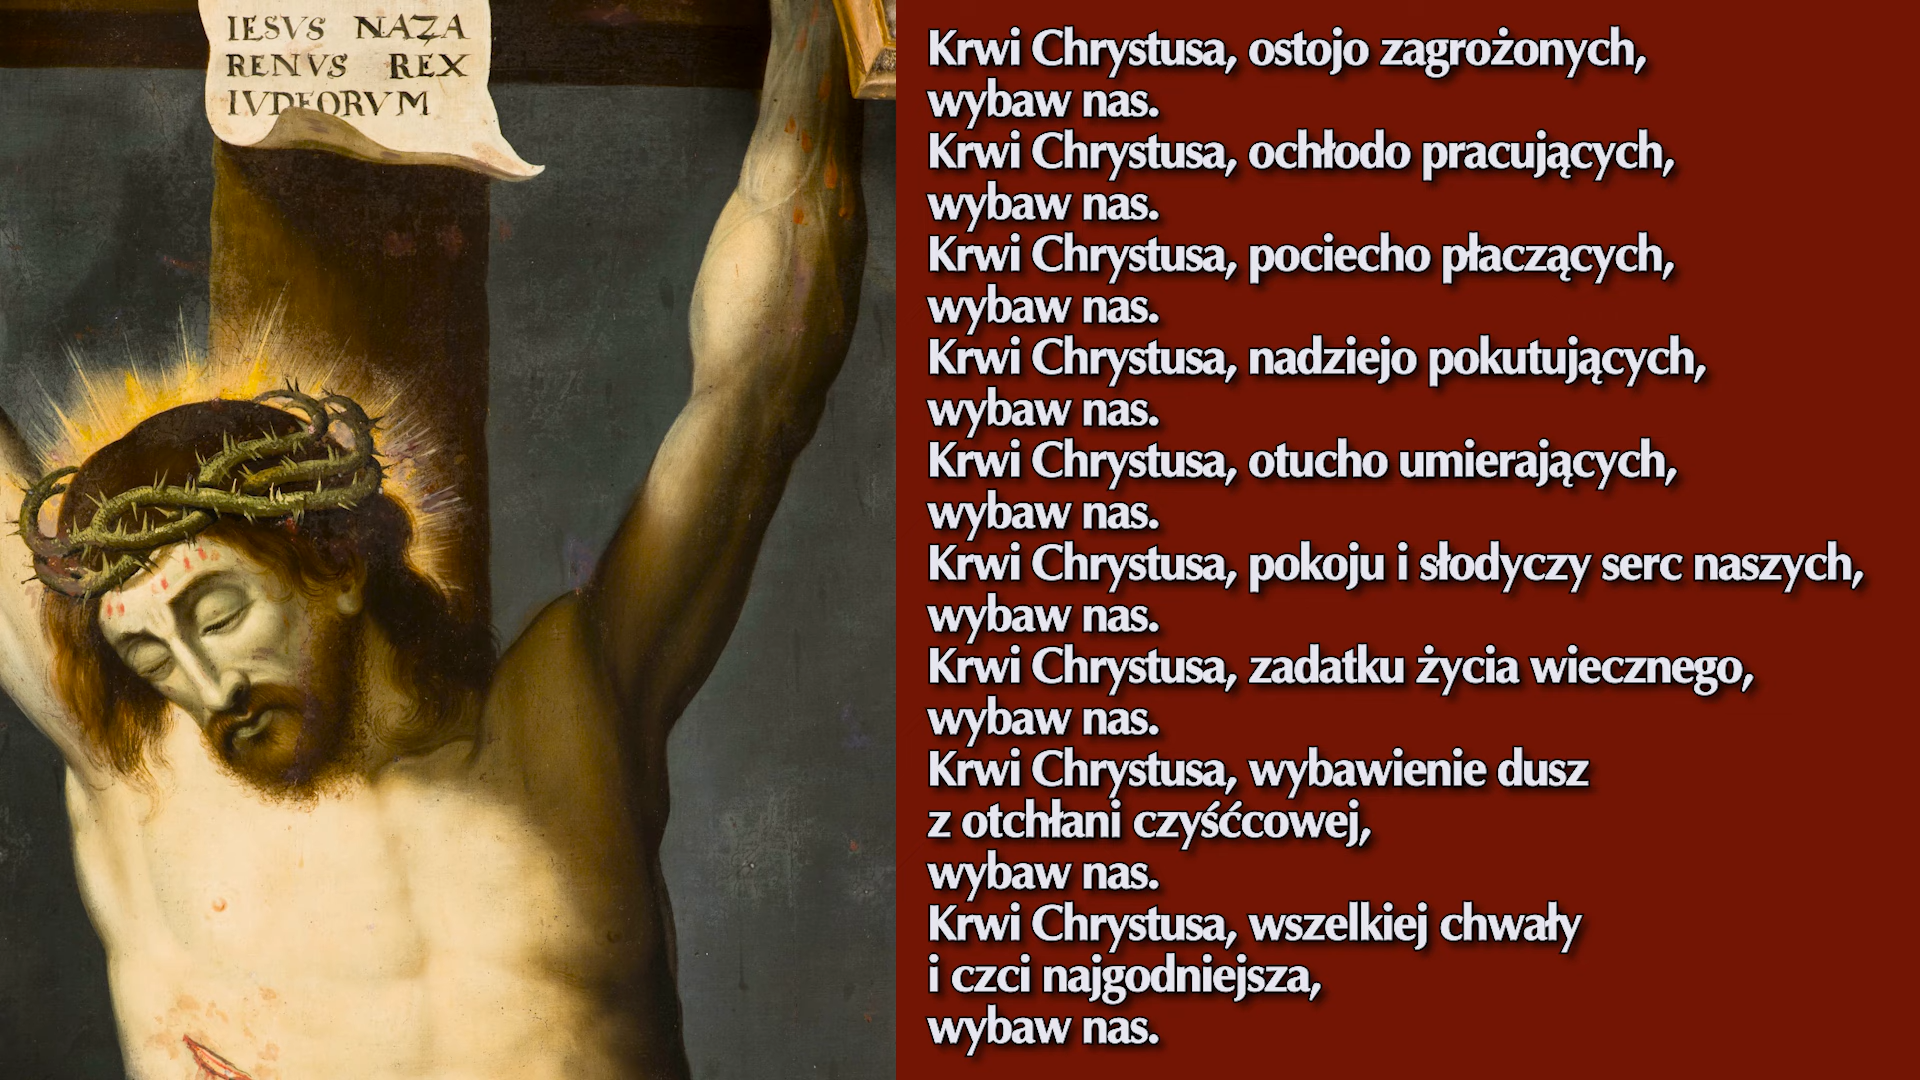 IESVS NAZA
RENVS REX
IVDEORVM
Krwi Chrystusa, ostojo zagrożonych,
wybaw nas.
Krwi Chrystusa, ochłodo pracujących,
wybaw nas.
Krwi Chrystusa, pociecho płaczących,
wybaw nas.
Krwi Chrystusa, nadziejo pokutujących,
wybaw nas.
Krwi Chrystusa, otucho umierających,
wybaw nas.
Krwi Chrystusa, pokoju i słodyczy serc naszych,
wybaw nas.
Krwi Chrystusa, zadatku życia wiecznego,
wybaw nas.
Krwi Chrystusa, wybawienie dusz
z otchłani czyśćcowej,
wybaw nas.
Krwi Chrystusa, wszelkiej chwały
i czci najgodniejsza,
wybaw nas.